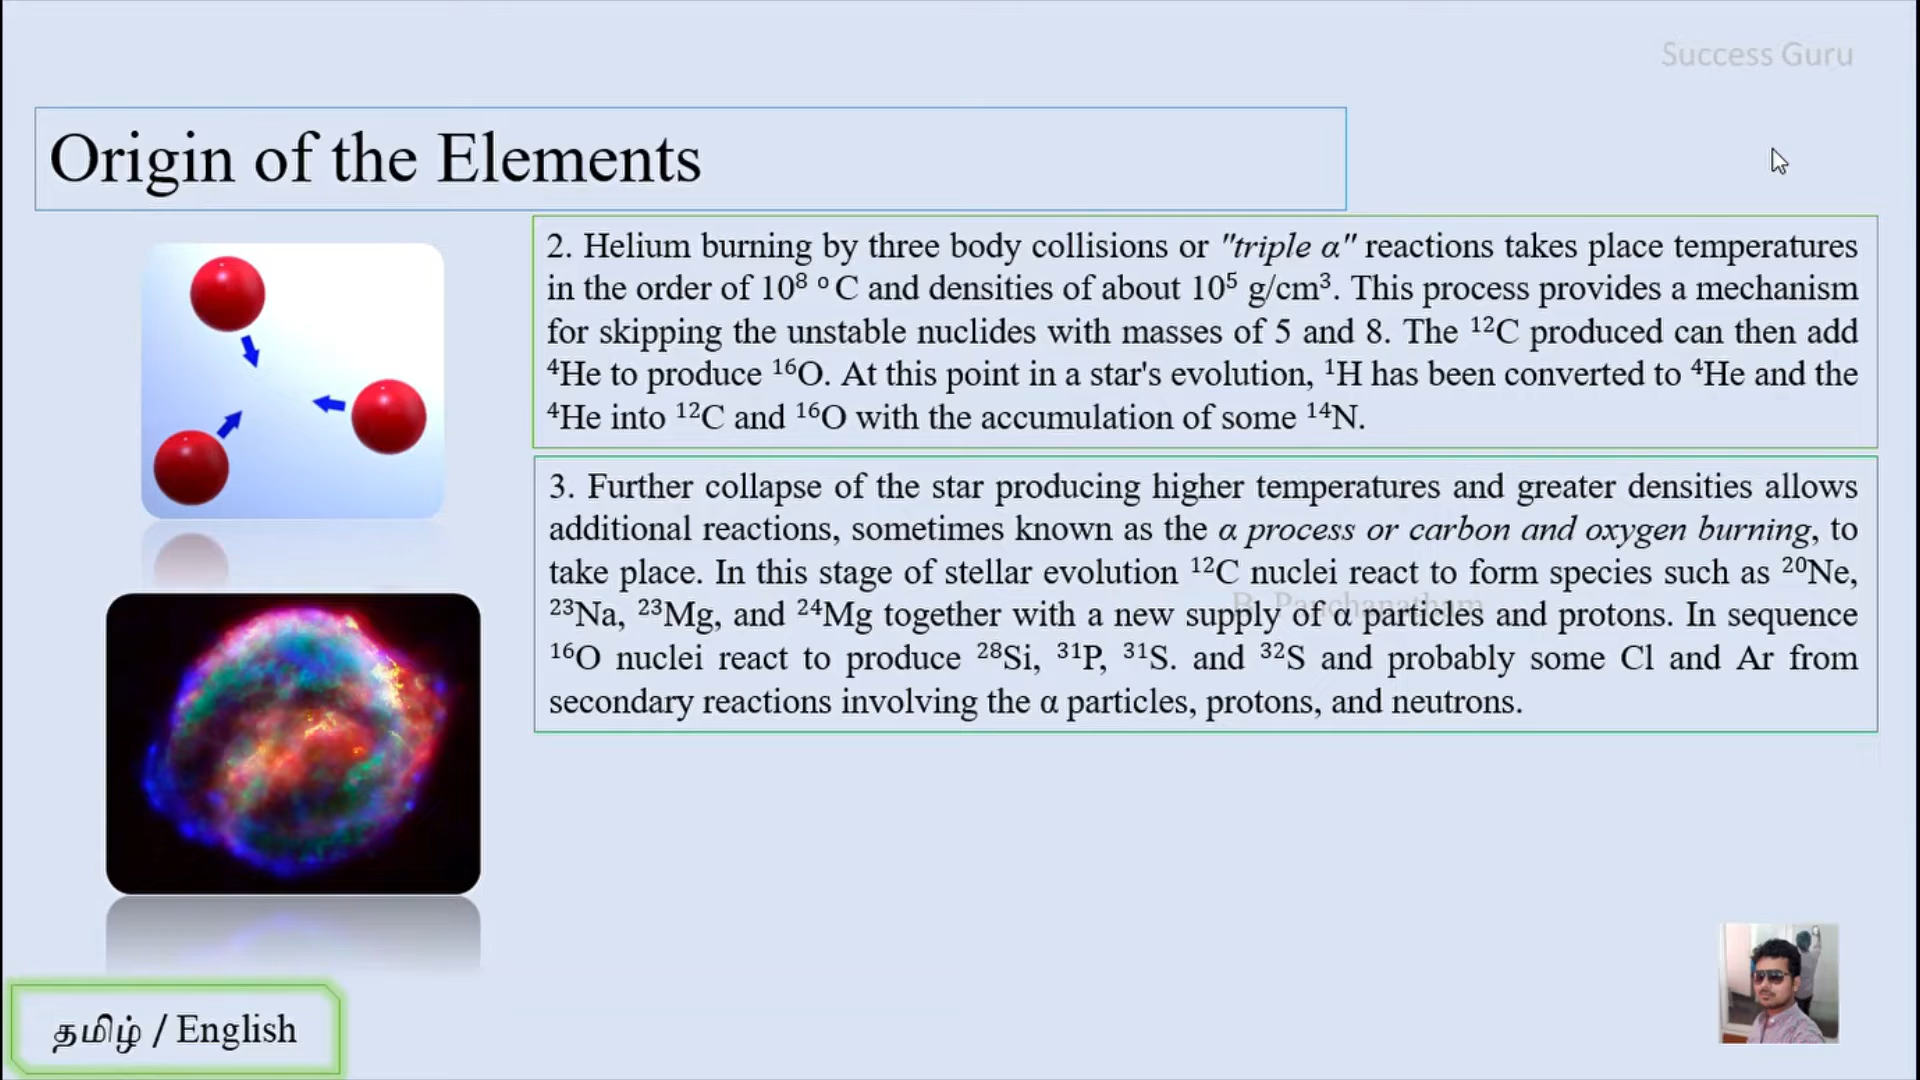 Success Guru
Origin of the Elements
2. Helium burning by three body collisions or "triple α" reactions takes place temperatures
in the order of 10⁸ ᵒ C and densities of about 10⁵ g/cm³. This process provides a mechanism
for skipping the unstable nuclides with masses of 5 and 8. The ¹²C produced can then add
⁴He to produce ¹⁶O. At this point in a star's evolution, ¹H has been converted to ⁴He and the
⁴He into ¹²C and ¹⁶O with the accumulation of some ¹⁴N.
3. Further collapse of the star producing higher temperatures and greater densities allows
additional reactions, sometimes known as the α process or carbon and oxygen burning, to
take place. In this stage of stellar evolution ¹²C nuclei react to form species such as ²⁰Ne,
²³Na, ²³Mg, and ²⁴Mg together with a new supply of α particles and protons. In sequence
¹⁶O nuclei react to produce ²⁸Si, ³¹P, ³¹S. and ³²S and probably some Cl and Ar from
secondary reactions involving the α particles, protons, and neutrons.
B. Panchanatham
தமிழ் / English